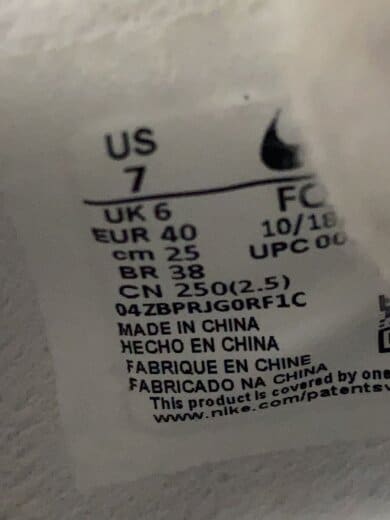 US
7
UK 6
EUR 40
cm 25
BR 38
CN 250(2.5)
04ZBPRJGORF1C
MADE IN CHINA
HECHO EN CHINA
FABRIQUE EN CHINE
FABRICADO NA CHINA
This product is covered by one
www.nike.com/patents
FC
10/18
UPC 00